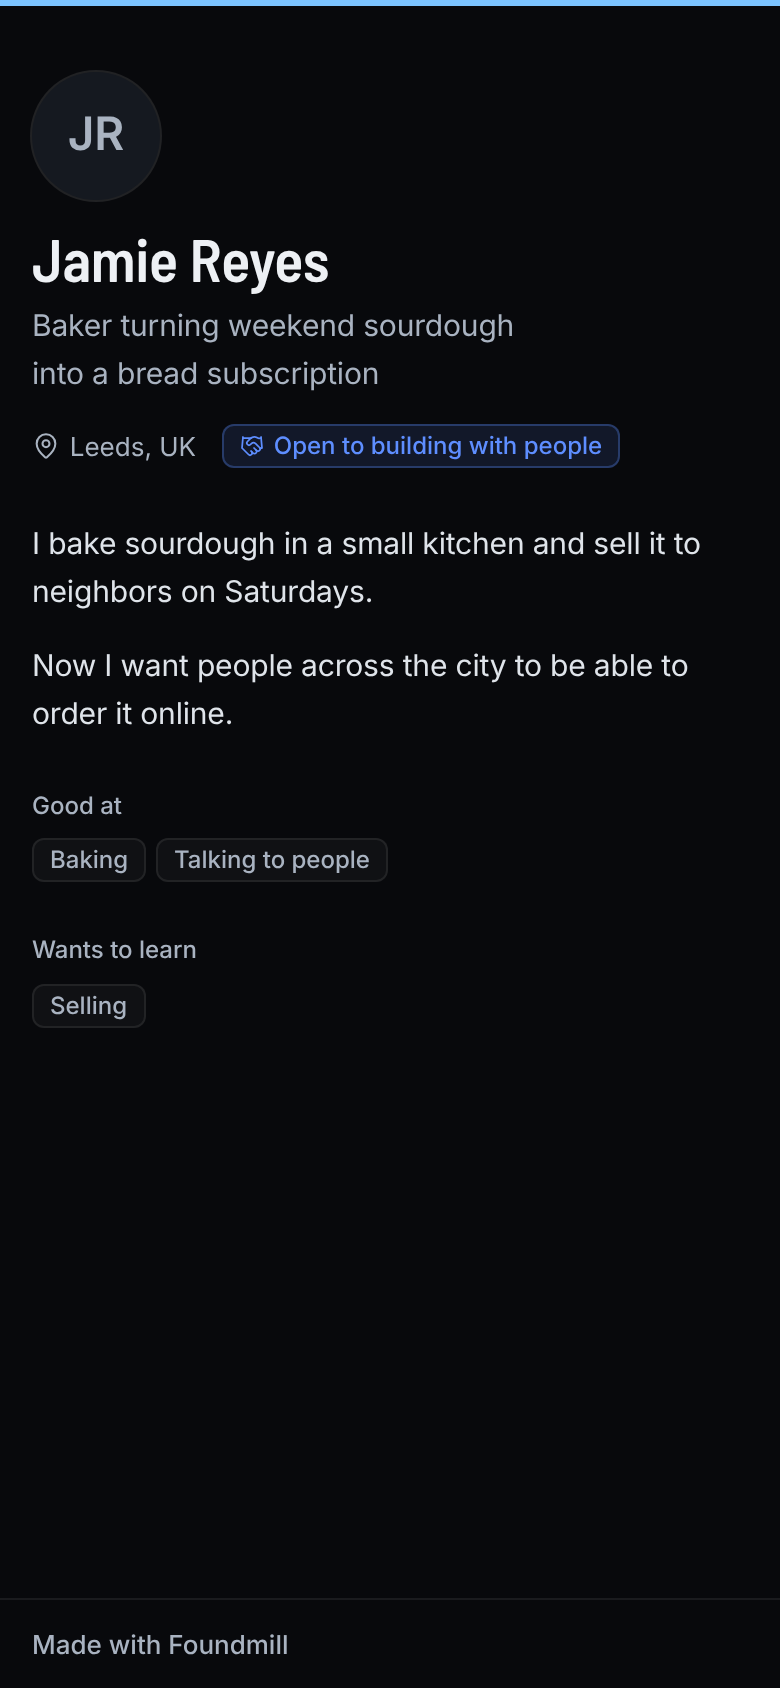 JR
Jamie Reyes
Baker turning weekend sourdough
into a bread subscription
Leeds, UK
Open to building with people
I bake sourdough in a small kitchen and sell it to
neighbors on Saturdays.
Now I want people across the city to be able to
order it online.
Good at
Baking
Talking to people
Wants to learn
Selling
Made with Foundmill